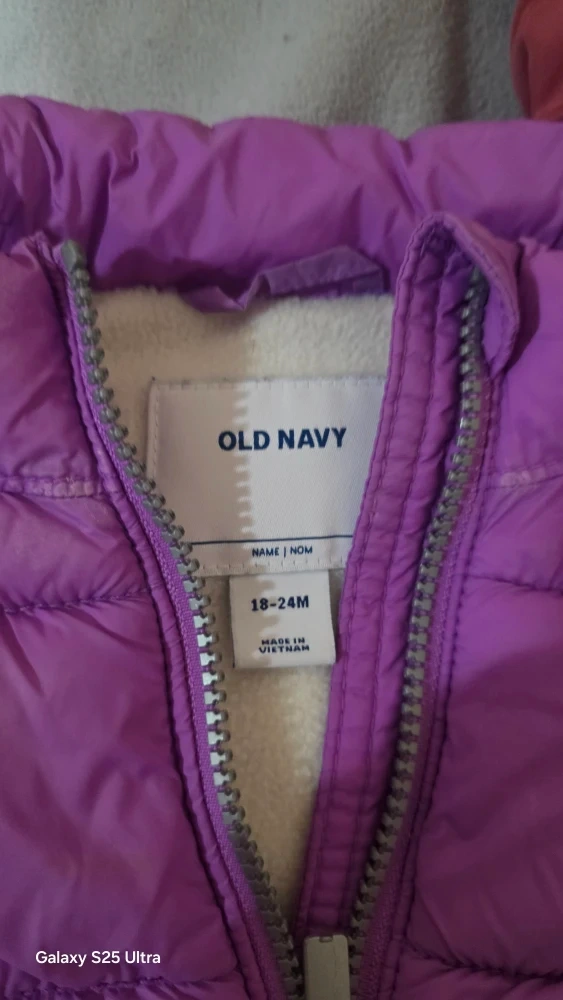 OLD NAVY
NAME | NOM
18-24M
MADE IN
VIETNAM
Galaxy S25 Ultra